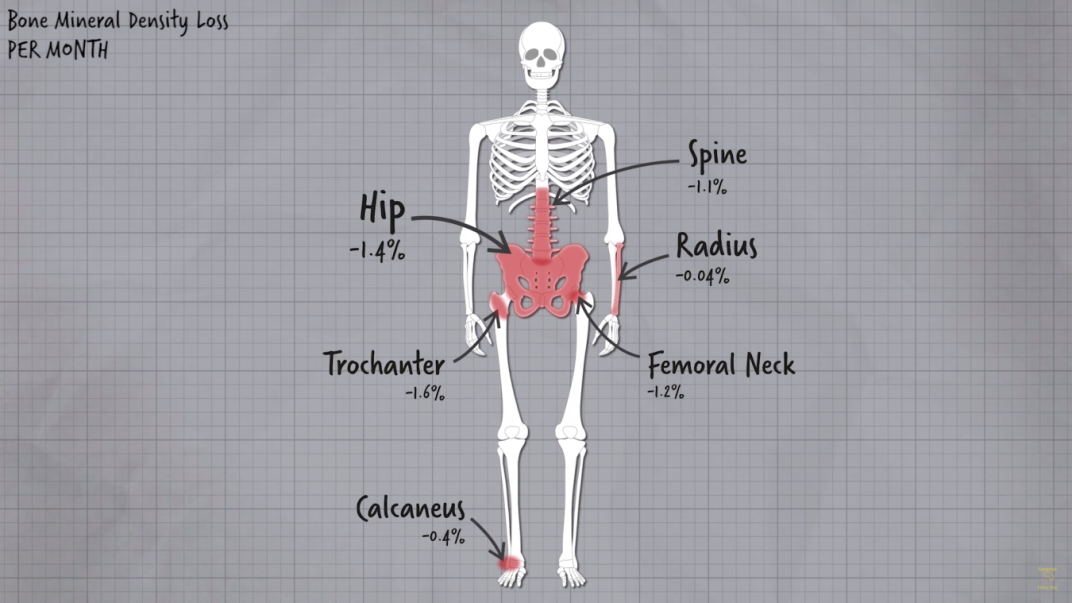 Bone Mineral Density Loss
PER MONTH
Spine
-1.1%
Hip
-1.4%
Radius
-0.04%
Trochanter
-1.6%
Femoral Neck
-1.2%
Calcaneus
-0.4%